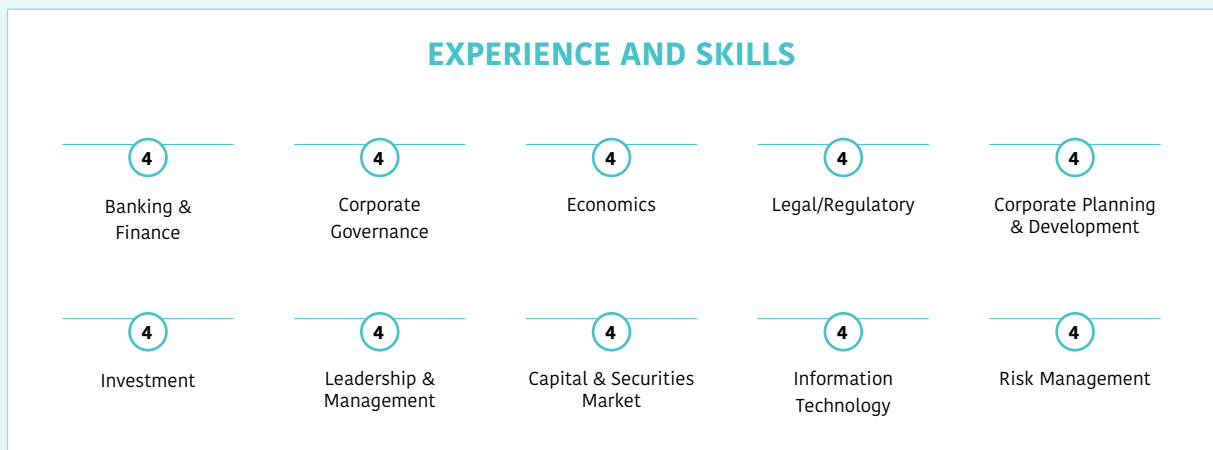 EXPERIENCE AND SKILLS
4
Banking &
Finance
4
Corporate
Governance
4
Economics
4
Legal/Regulatory
4
Corporate Planning
& Development
4
Investment
4
Leadership &
Management
4
Capital & Securities
Market
4
Information
Technology
4
Risk Management